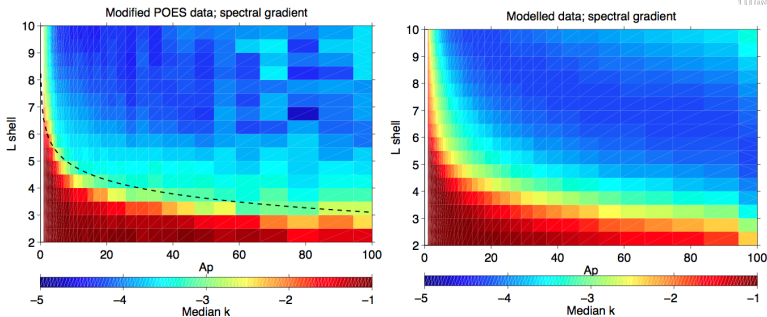 Modified POES data; spectral gradient
10
9
8
7
6
5
4
3
2
L shell
0 20 40 60 80 100
Ap
−5 −4 −3 −2 −1
Median k
Modelled data; spectral gradient
10
9
8
7
6
5
4
3
2
L shell
0 20 40 60 80 100
Ap
−5 −4 −3 −2 −1
Median k